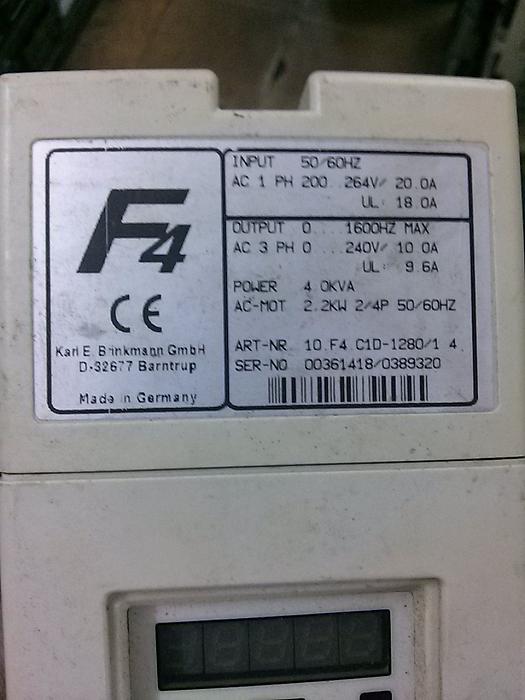 F4
CE
Karl E. Brinkmann GmbH
D-32677 Barntrup
Made in Germany
INPUT 50/60HZ
AC 1 PH 200...264V/ 20.0A
UL: 18.0A
OUTPUT 0....1600HZ MAX
AC 3 PH 0...240V/ 10.0A
UL: 9.6A
POWER 4.0KVA
AC-MOT 2.2KW 2/4P 50/60HZ
ART-NR 10.F4.C1D-1280/1.4
SER-NO 00361418/0389320